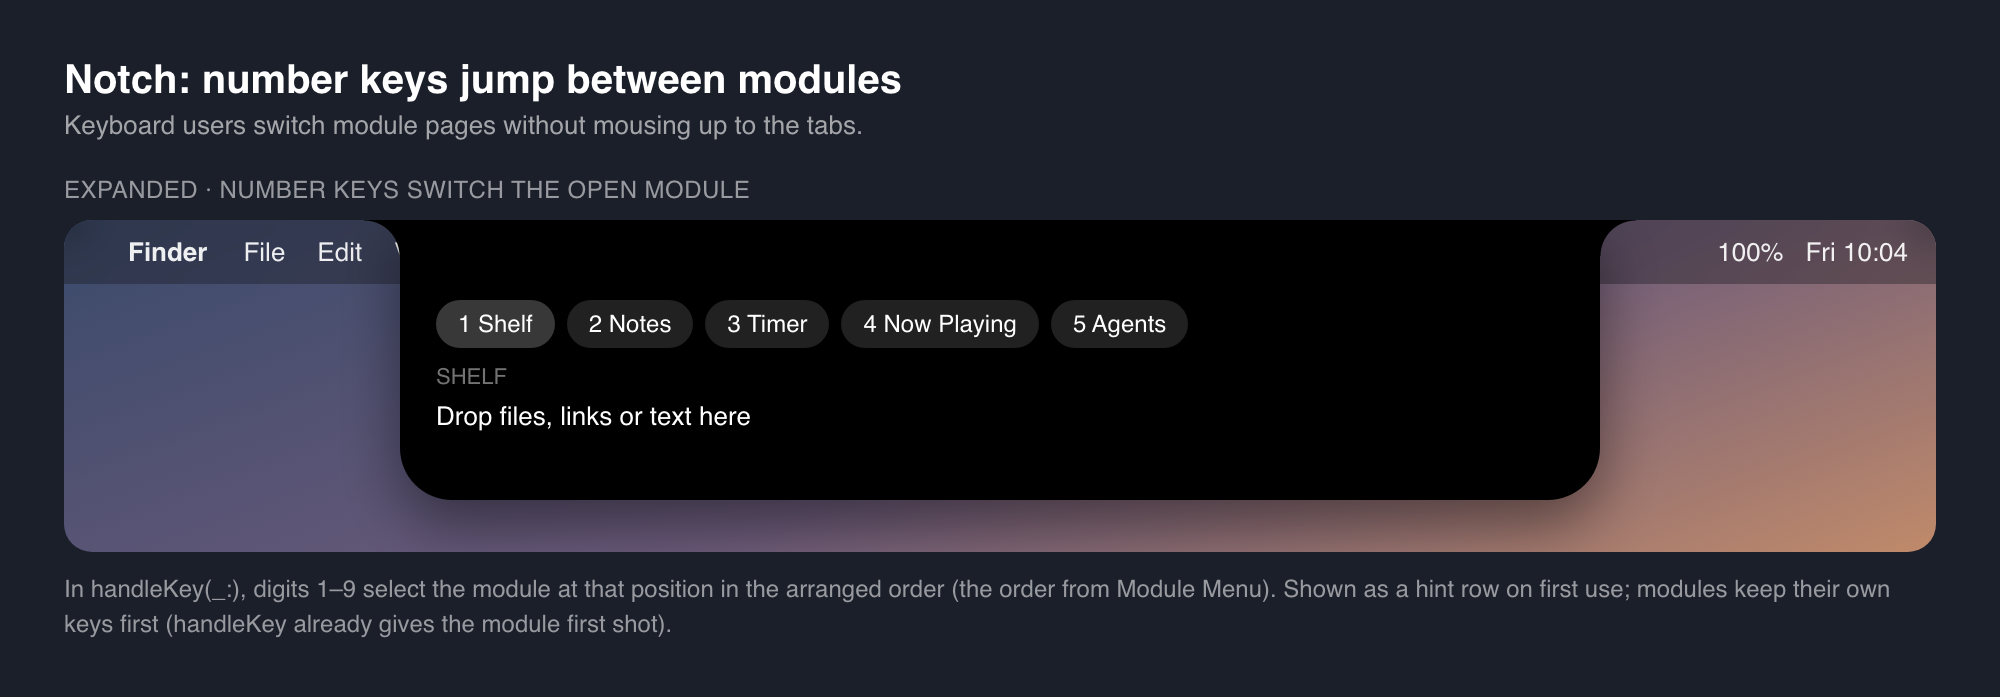 Notch: number keys jump between modules
Keyboard users switch module pages without mousing up to the tabs.
EXPANDED · NUMBER KEYS SWITCH THE OPEN MODULE
Finder File Edit 100% Fri 10:04
1 Shelf 2 Notes 3 Timer 4 Now Playing 5 Agents
SHELF
Drop files, links or text here
In handleKey(_:), digits 1–9 select the module at that position in the arranged order (the order from Module Menu). Shown as a hint row on first use; modules keep their own
keys first (handleKey already gives the module first shot).